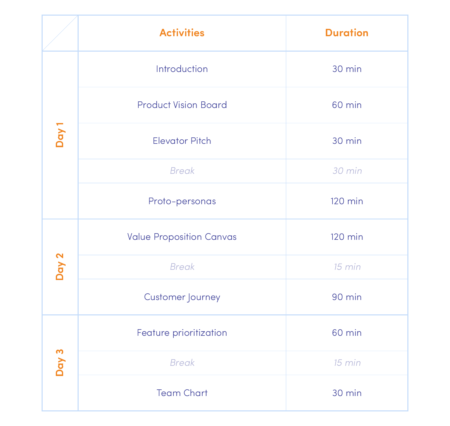 Activities Duration
Day 1
Introduction 30 min
Product Vision Board 60 min
Elevator Pitch 30 min
Break 30 min
Proto-personas 120 min
Day 2
Value Proposition Canvas 120 min
Break 15 min
Customer Journey 90 min
Day 3
Feature prioritization 60 min
Break 15 min
Team Chart 30 min